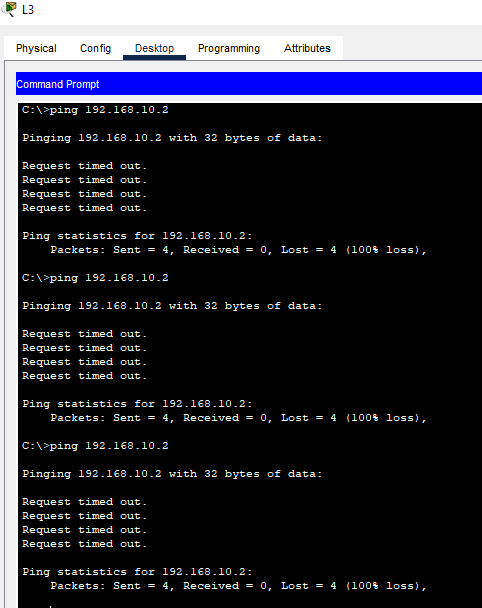 L3
Physical Config Desktop Programming Attributes
Command Prompt
C:\>ping 192.168.10.2
Pinging 192.168.10.2 with 32 bytes of data:
Request timed out.
Request timed out.
Request timed out.
Request timed out.
Ping statistics for 192.168.10.2:
    Packets: Sent = 4, Received = 0, Lost = 4 (100% loss),
C:\>ping 192.168.10.2
Pinging 192.168.10.2 with 32 bytes of data:
Request timed out.
Request timed out.
Request timed out.
Request timed out.
Ping statistics for 192.168.10.2:
    Packets: Sent = 4, Received = 0, Lost = 4 (100% loss),
C:\>ping 192.168.10.2
Pinging 192.168.10.2 with 32 bytes of data:
Request timed out.
Request timed out.
Request timed out.
Request timed out.
Ping statistics for 192.168.10.2:
    Packets: Sent = 4, Received = 0, Lost = 4 (100% loss),